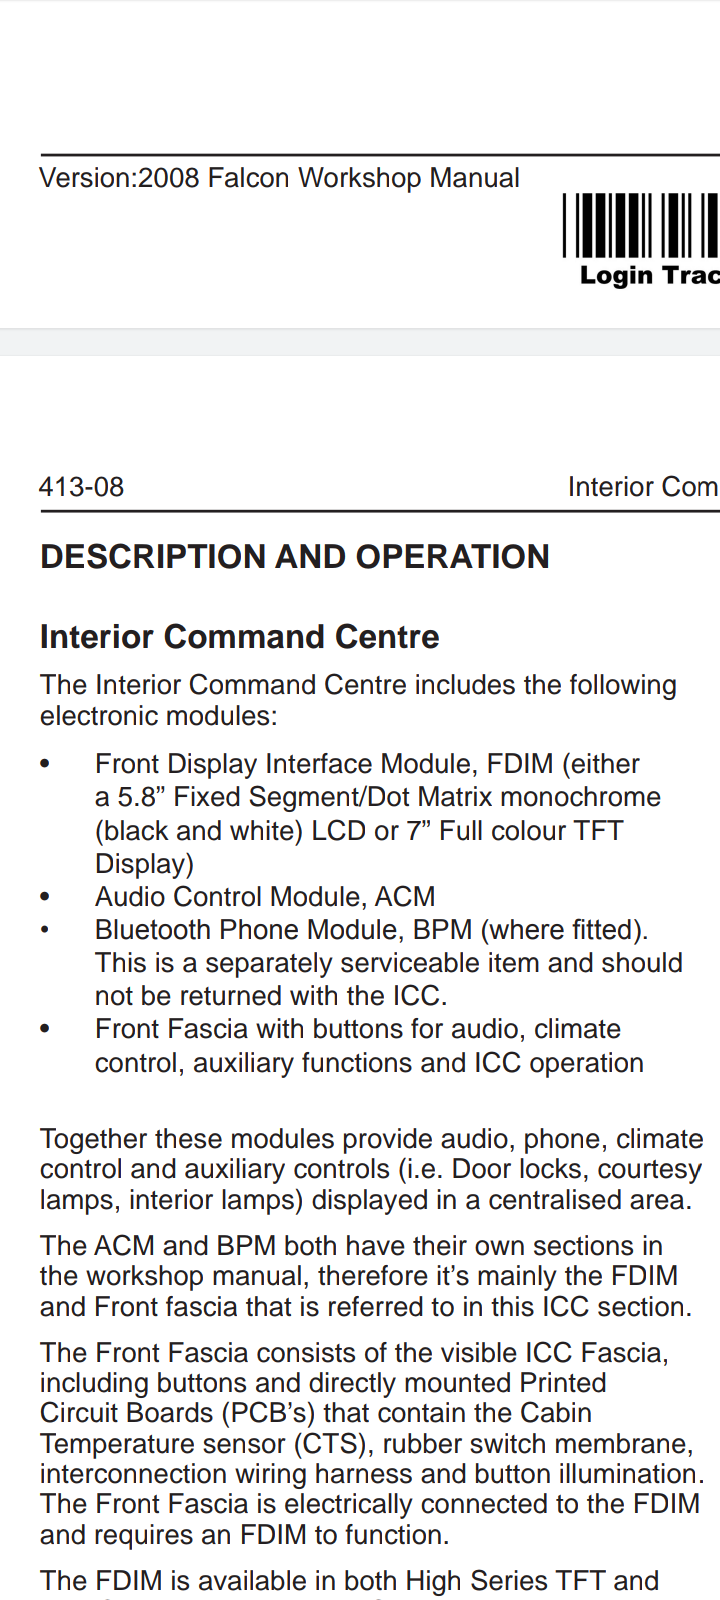 Version:2008 Falcon Workshop Manual
Login Trac
413-08 Interior Com
DESCRIPTION AND OPERATION
Interior Command Centre
The Interior Command Centre includes the following
electronic modules:
• Front Display Interface Module, FDIM (either
a 5.8” Fixed Segment/Dot Matrix monochrome
(black and white) LCD or 7” Full colour TFT
Display)
• Audio Control Module, ACM
• Bluetooth Phone Module, BPM (where fitted).
This is a separately serviceable item and should
not be returned with the ICC.
• Front Fascia with buttons for audio, climate
control, auxiliary functions and ICC operation
Together these modules provide audio, phone, climate
control and auxiliary controls (i.e. Door locks, courtesy
lamps, interior lamps) displayed in a centralised area.
The ACM and BPM both have their own sections in
the workshop manual, therefore it’s mainly the FDIM
and Front fascia that is referred to in this ICC section.
The Front Fascia consists of the visible ICC Fascia,
including buttons and directly mounted Printed
Circuit Boards (PCB’s) that contain the Cabin
Temperature sensor (CTS), rubber switch membrane,
interconnection wiring harness and button illumination.
The Front Fascia is electrically connected to the FDIM
and requires an FDIM to function.
The FDIM is available in both High Series TFT and